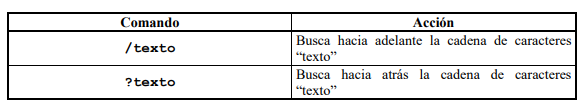 Comando Acción
/texto Busca hacia adelante la cadena de caracteres
“texto”
?texto Busca hacia atrás la cadena de caracteres
“texto”